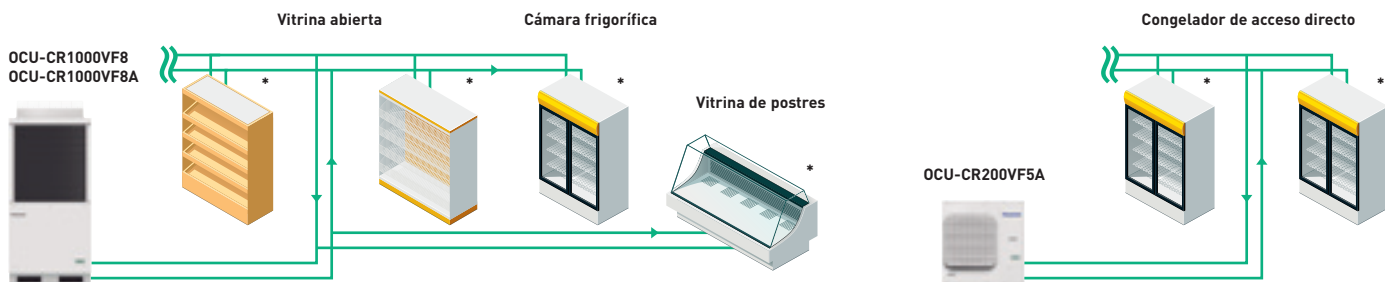 Vitrina abierta
Cámara frigorífica
Congelador de acceso directo
OCU-CR1000VF8
OCU-CR1000VF8A
*
*
*
*
*
Vitrina de postres
*
OCU-CR200VF5A